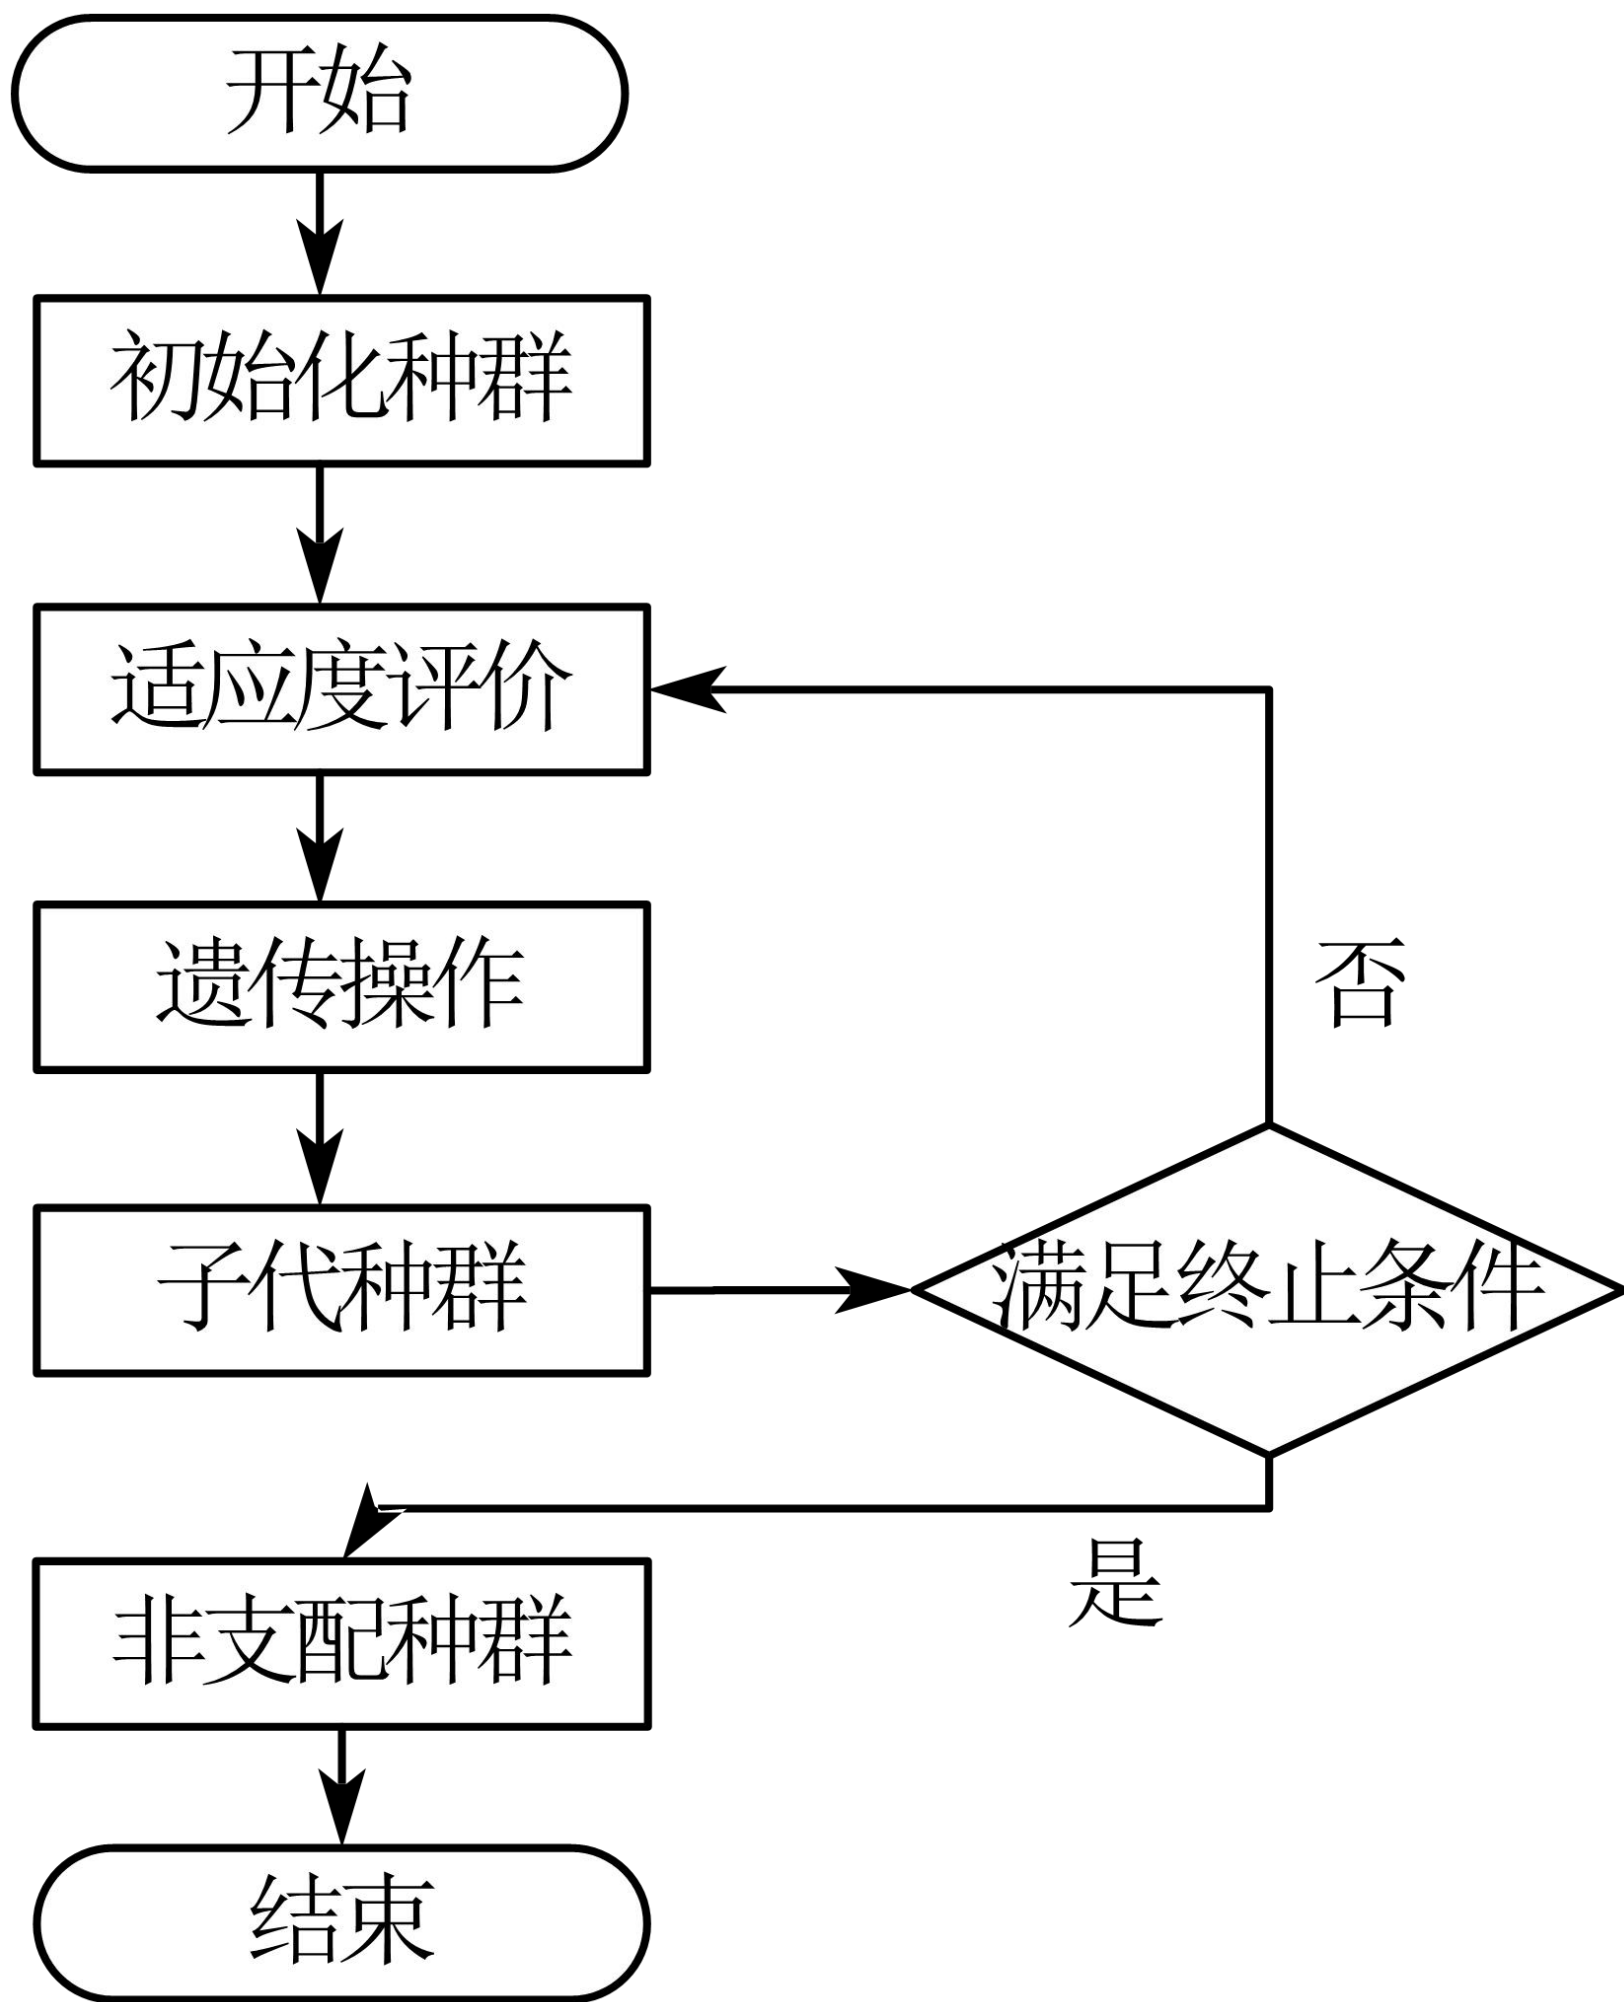 开始
初始化种群
适应度评价
遗传操作
否
子代种群
满足终止条件
是
非支配种群
结束